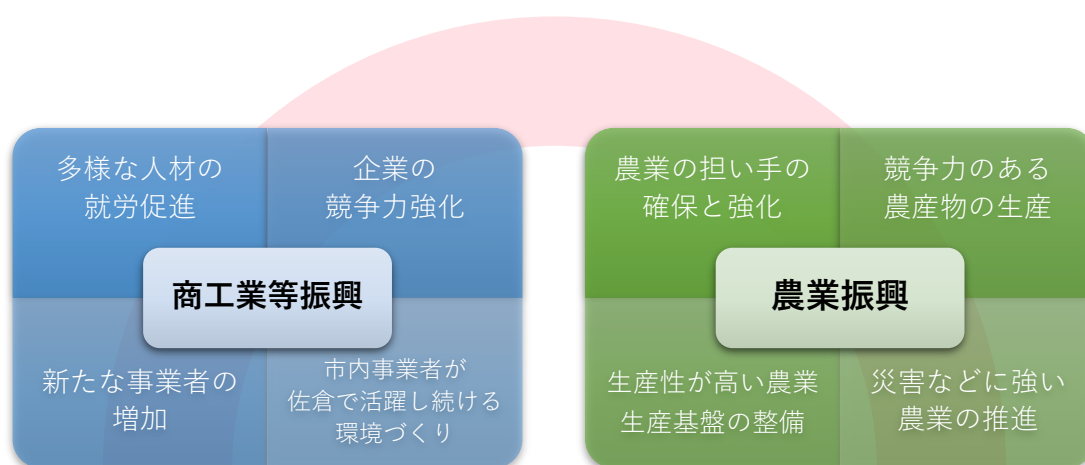 多様な人材の
就労促進
企業の
競争力強化
商工業等振興
新たな事業者の
増加
市内事業者が
佐倉で活躍し続ける
環境づくり
農業の担い手の
確保と強化
競争力のある
農産物の生産
農業振興
生産性が高い農業
生産基盤の整備
災害などに強い
農業の推進